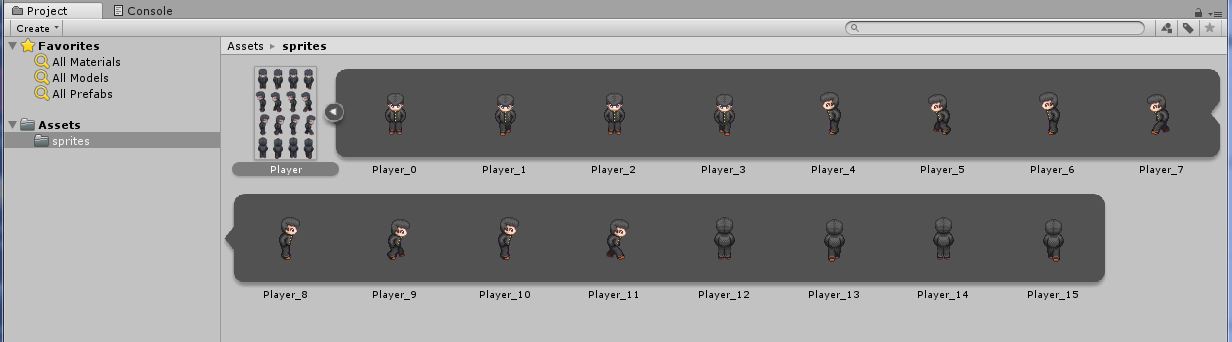 Project Console
Create
Favorites
All Materials
All Models
All Prefabs
Assets
sprites
Assets ▸ sprites
Player Player_0 Player_1 Player_2 Player_3 Player_4 Player_5 Player_6 Player_7
Player_8 Player_9 Player_10 Player_11 Player_12 Player_13 Player_14 Player_15